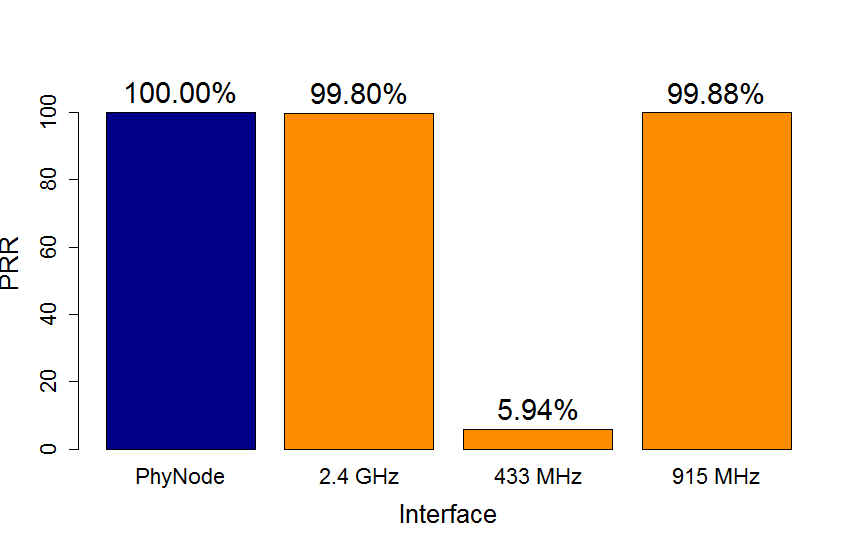 100.00%
99.80%
5.94%
99.88%
PRR
100
80
60
40
20
0
PhyNode
2.4 GHz
433 MHz
915 MHz
Interface